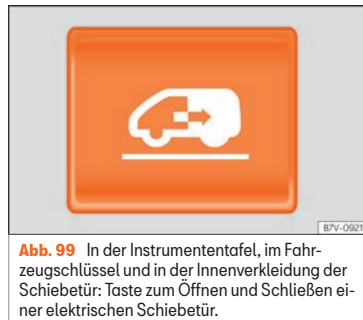 B7V-0921
Abb. 99 In der Instrumententafel, im Fahr-
zeugschlüssel und in der Innenverkleidung der
Schiebetür: Taste zum Öffnen und Schließen ei-
ner elektrischen Schiebetür.